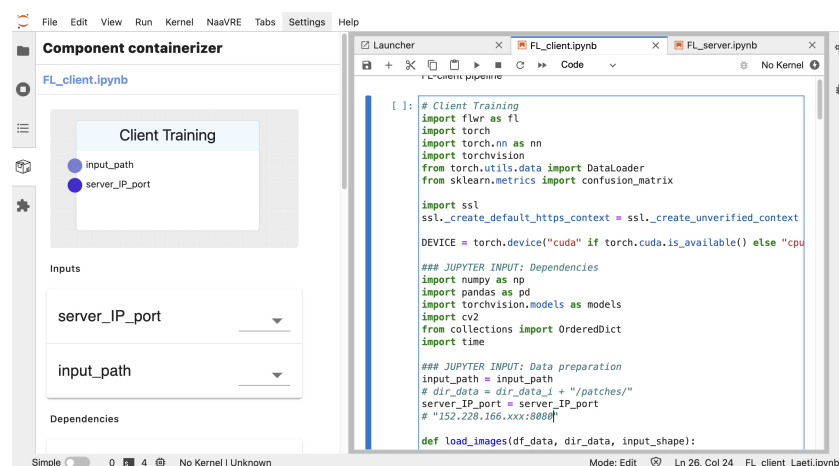 File Edit View Run Kernel NaaVRE Tabs Settings Help
Component containerizer
FL_client.ipynb
Client Training
input_path
server_IP_port
Inputs
server_IP_port
input_path
Dependencies
Launcher
FL_client.ipynb
FL_server.ipynb
Code
No Kernel
FL-client pipeline
[ ]:
# Client Training
import flwr as fl
import torch
import torch.nn as nn
import torchvision
from torch.utils.data import DataLoader
from sklearn.metrics import confusion_matrix
import ssl
ssl._create_default_https_context = ssl._create_unverified_context
DEVICE = torch.device("cuda" if torch.cuda.is_available() else "cpu
### JUPYTER INPUT: Dependencies
import numpy as np
import pandas as pd
import torchvision.models as models
import cv2
from collections import OrderedDict
import time
### JUPYTER INPUT: Data preparation
input_path = input_path
# dir_data = dir_data_i + "/patches/"
server_IP_port = server_IP_port
# "152.228.166.xxx:8080"
def load_images(df_data, dir_data, input_shape):
Simple 0 4 No Kernel | Unknown
Mode: Edit Ln 26, Col 24 FL_client_Laeti.ipynb